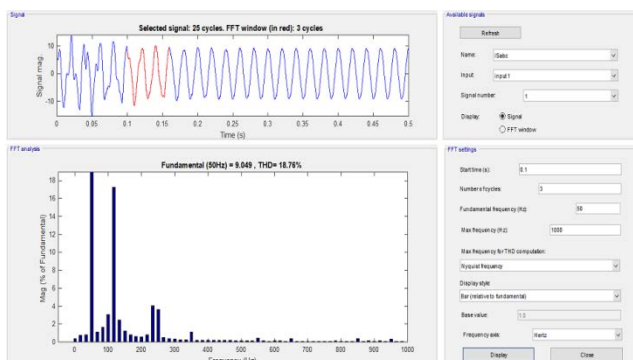 Signal
Selected signal: 25 cycles. FFT window (in red): 3 cycles
Signal mag.
10
0
-10
0 0.05 0.1 0.15 0.2 0.25 0.3 0.35 0.4 0.45 0.5
Time (s)
FFT analysis
Fundamental (50Hz) = 9.049 , THD= 18.76%
Mag (% of Fundamental)
18
16
14
12
10
8
6
4
2
0
0 100 200 300 400 500 600 700 800 900 1000
Frequency (Hz)
Available signals
Refresh
Name: ISabc
Input: input 1
Signal number: 1
Display: Signal
FFT window
FFT settings
Start time (s): 0.1
Number of cycles: 3
Fundamental frequency (Hz): 50
Max frequency (Hz): 1000
Max frequency for THD computation:
Nyquist frequency
Display style:
Bar (relative to fundamental)
Base value: 1.0
Frequency axis: Hertz
Display Close